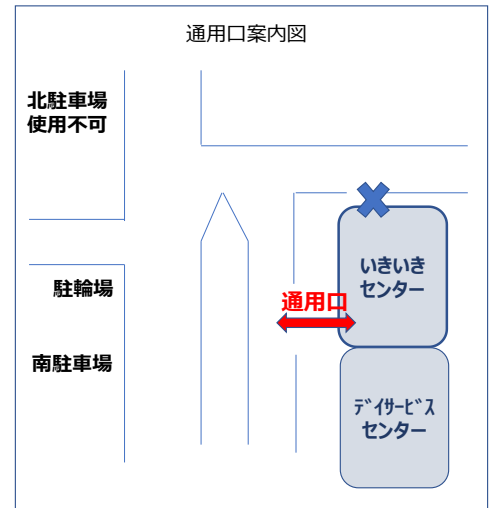 通用口案内図
北駐車場
使用不可
いきいき
センター
通用口
駐輪場
南駐車場
ﾃﾞｲｻｰﾋﾞｽ
センター